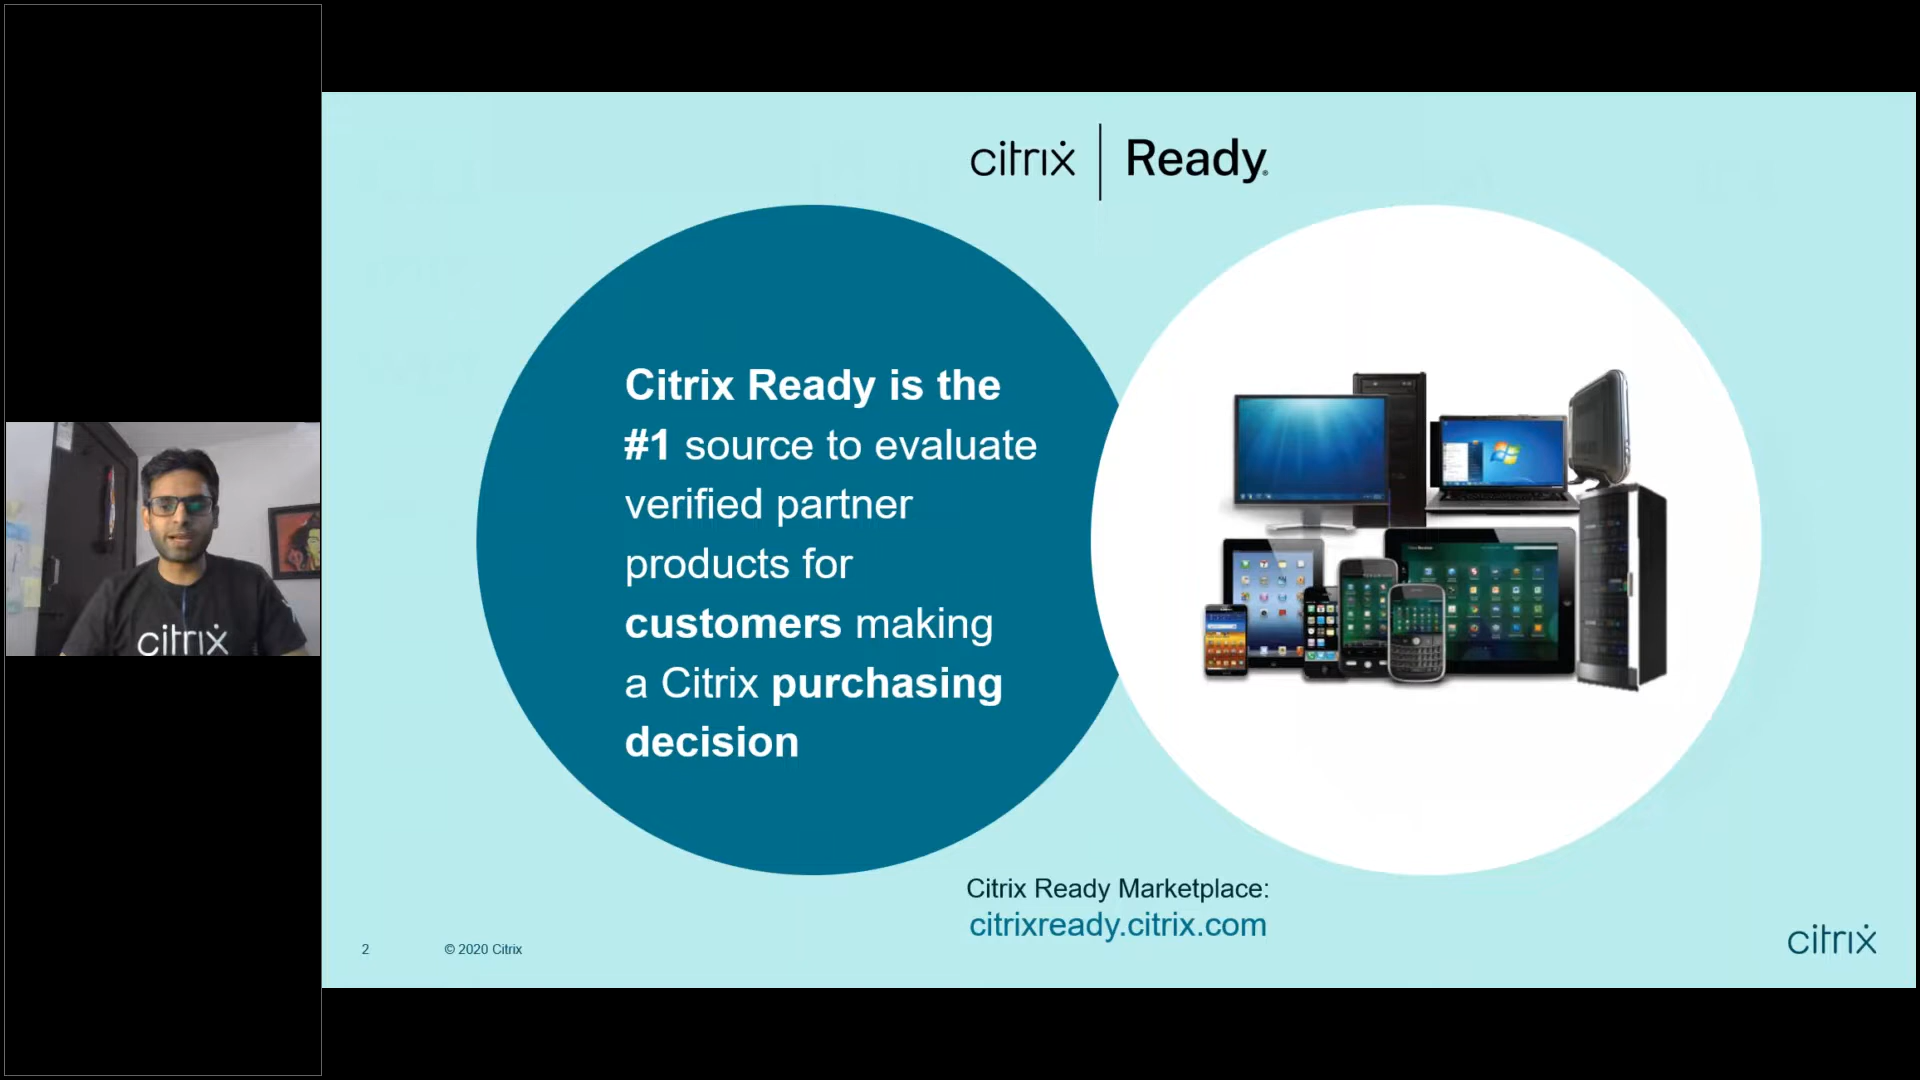 citrix | Ready.
Citrix Ready is the
#1 source to evaluate
verified partner
products for
customers making
a Citrix purchasing
decision
citrix
Citrix Ready Marketplace:
citrixready.citrix.com
2
© 2020 Citrix
citrix